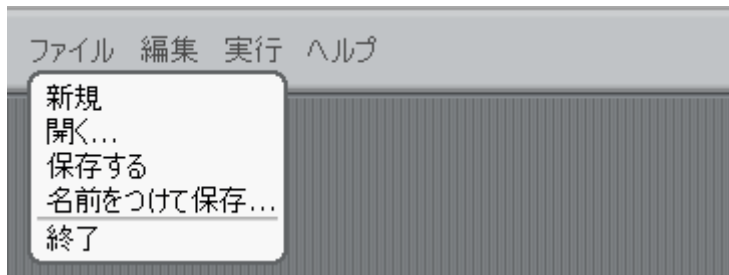 ファイル 編集 実行 ヘルプ
新規
開く...
保存する
名前をつけて保存...
終了